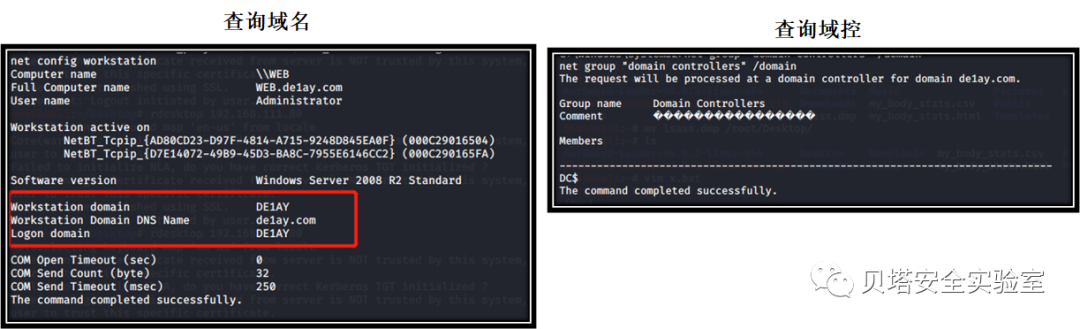 查询域名
net config workstation
Computer name \\WEB
Full Computer name WEB.de1ay.com
User name Administrator
Workstation active on
NetBT_Tcpip_{AD80CD23-D97F-4814-A715-9248D845EA0F} (000C29016504)
NetBT_Tcpip_{D7E14072-49B9-45D3-BA8C-7955E6146CC2} (000C290165FA)
Software version Windows Server 2008 R2 Standard
Workstation domain DE1AY
Workstation Domain DNS Name de1ay.com
Logon domain DE1AY
COM Open Timeout (sec) 0
COM Send Count (byte) 32
COM Send Timeout (msec) 250
The command completed successfully.
查询域控
net group "domain controllers" /domain
The request will be processed at a domain controller for domain de1ay.com.
Group name Domain Controllers
Comment
Members
-------------------------------------------------------------------------------
DC$
The command completed successfully.
贝塔安全实验室